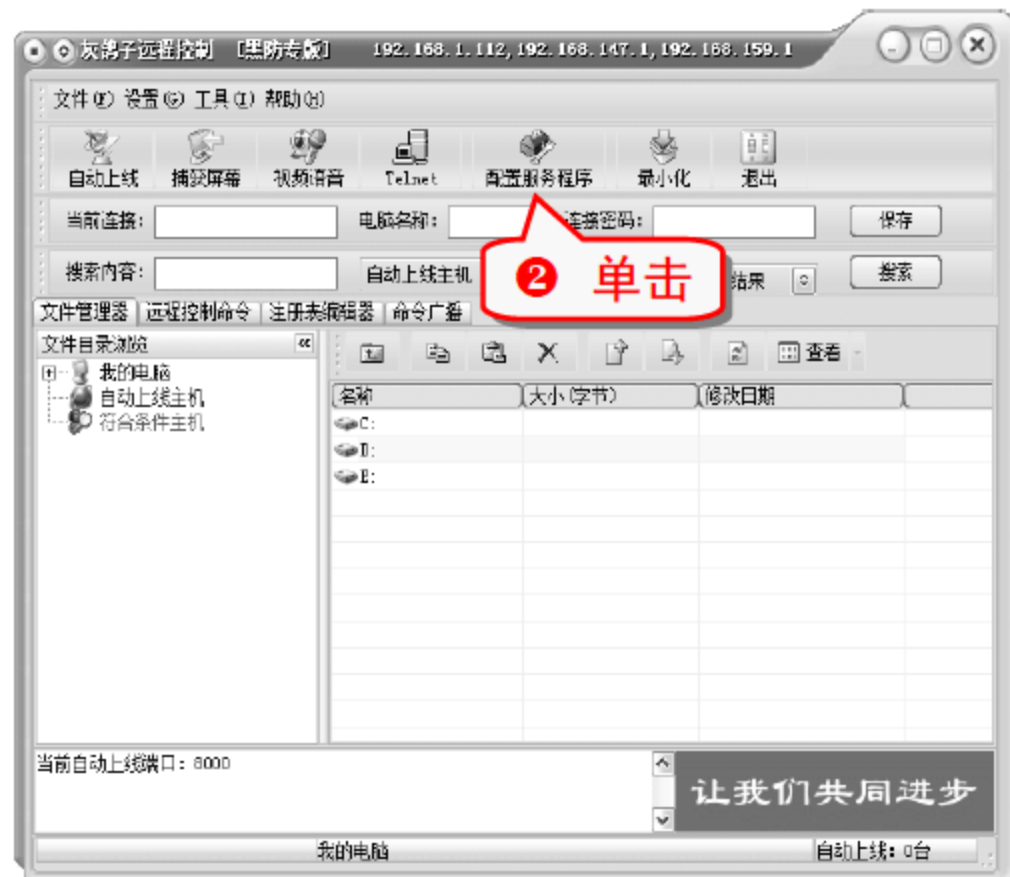 灰鸽子远程控制 [黑防专版] 192.168.1.112,192.168.147.1,192.168.159.1
文件(F) 设置(G) 工具(I) 帮助(H)
自动上线 捕获屏幕 视频语音 Telnet 配置服务程序 最小化 退出
当前连接: 电脑名称: 连接密码: 保存
搜索内容: 自动上线主机 结果 搜索
❷ 单击
文件管理器 远程控制命令 注册表编辑器 命令广播
文件目录浏览 查看
我的电脑
自动上线主机
符合条件主机
名称 大小(字节) 修改日期
C:
D:
E:
当前自动上线端口: 8000
让我们共同进步
我的电脑 自动上线: 0台